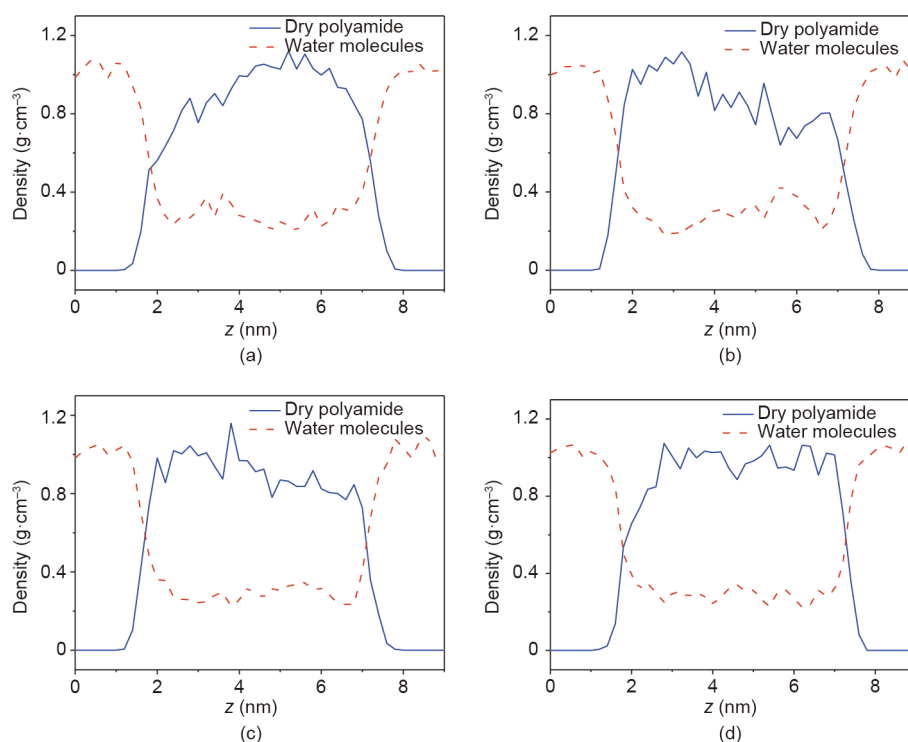 Dry polyamide
Water molecules
1.2
0.8
0.4
0
Density (g·cm⁻³)
0 2 4 6 8
z (nm)
(a)
Dry polyamide
Water molecules
1.2
0.8
0.4
0
Density (g·cm⁻³)
0 2 4 6 8
z (nm)
(b)
Dry polyamide
Water molecules
1.2
0.8
0.4
0
Density (g·cm⁻³)
0 2 4 6 8
z (nm)
(c)
Dry polyamide
Water molecules
1.2
0.8
0.4
0
Density (g·cm⁻³)
0 2 4 6 8
z (nm)
(d)